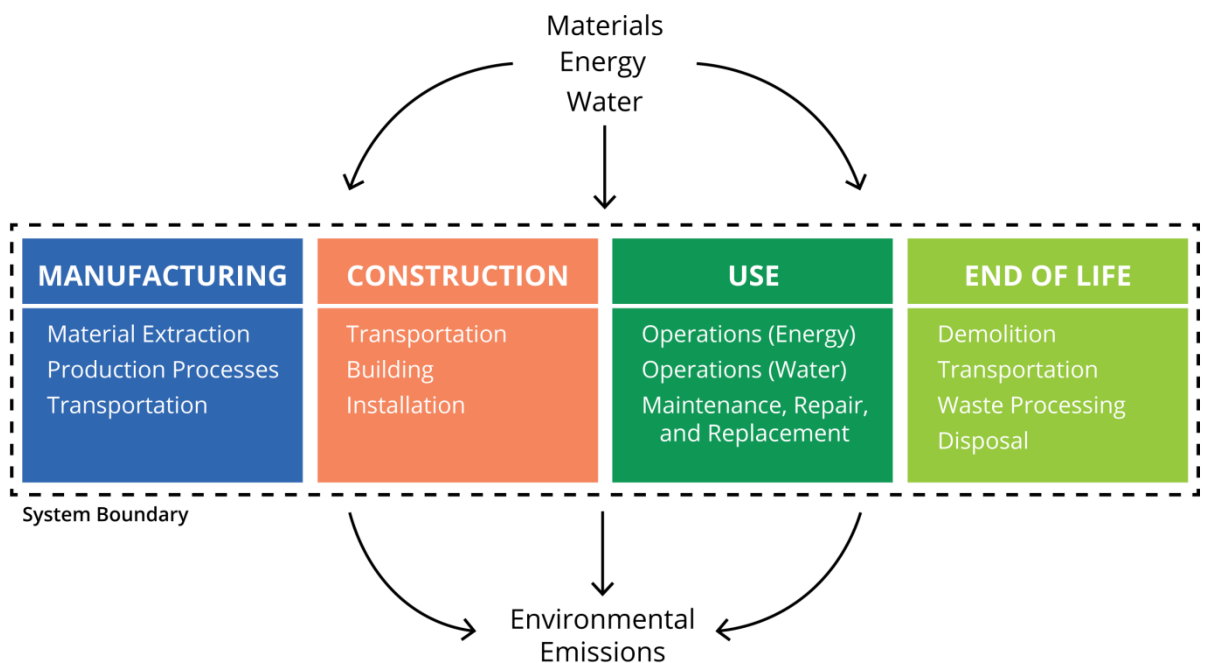 Materials
Energy
Water
MANUFACTURING
Material Extraction
Production Processes
Transportation
CONSTRUCTION
Transportation
Building
Installation
USE
Operations (Energy)
Operations (Water)
Maintenance, Repair,
and Replacement
END OF LIFE
Demolition
Transportation
Waste Processing
Disposal
System Boundary
Environmental
Emissions